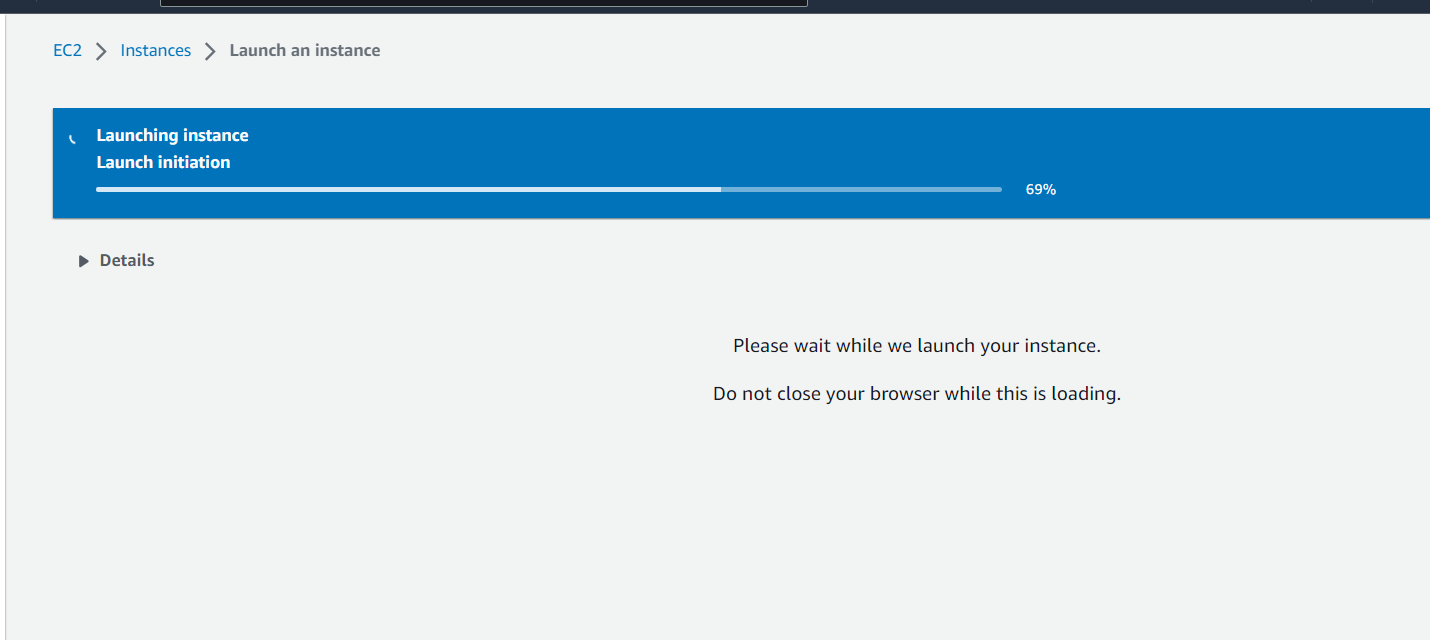 EC2 Instances Launch an instance
Launching instance
Launch initiation
69%
Details
Please wait while we launch your instance.
Do not close your browser while this is loading.